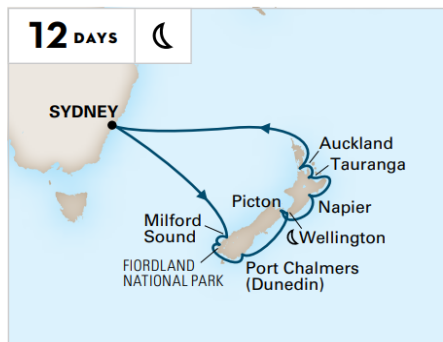 12 DAYS
SYDNEY
Auckland
Tauranga
Picton
Napier
Milford
Sound
Wellington
FIORDLAND
NATIONAL PARK
Port Chalmers
(Dunedin)